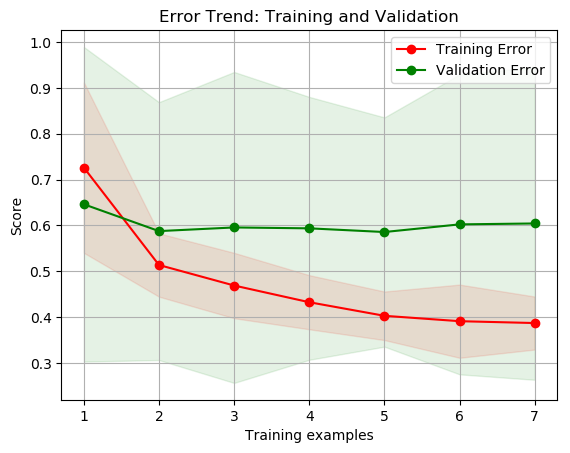 Error Trend: Training and Validation
1.0
0.9
0.8
0.7
0.6
0.5
0.4
0.3
Score
Training Error
Validation Error
1 2 3 4 5 6 7
Training examples